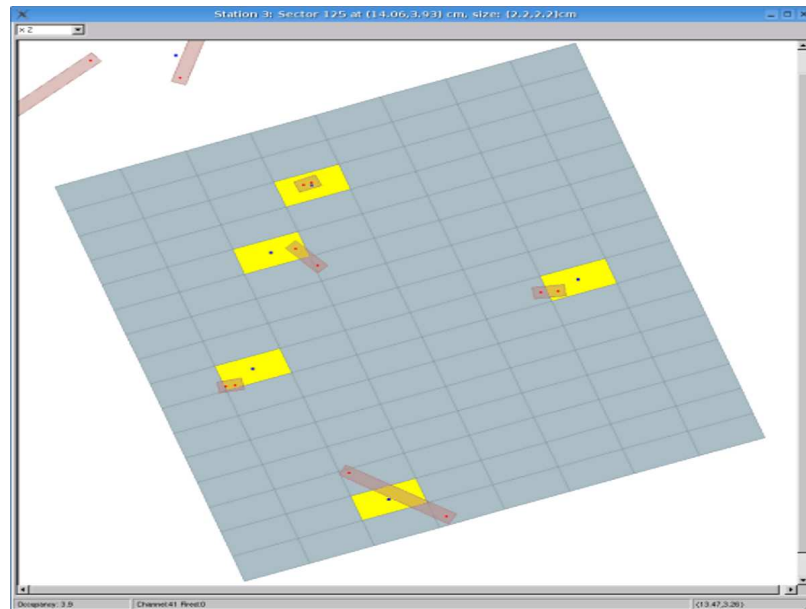 Station 3: Sector 125 at (14.06,3.93) cm, size: {2.2,2.2}cm
x 2
Occupancy: 3.9
Channel:41 Fired:0
(13.47,3.26)